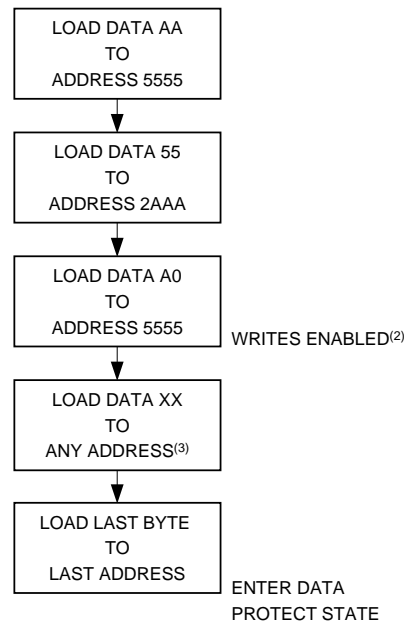 LOAD DATA AA
TO
ADDRESS 5555
LOAD DATA 55
TO
ADDRESS 2AAA
LOAD DATA A0
TO
ADDRESS 5555
WRITES ENABLED(2)
LOAD DATA XX
TO
ANY ADDRESS(3)
LOAD LAST BYTE
TO
LAST ADDRESS
ENTER DATA
PROTECT STATE